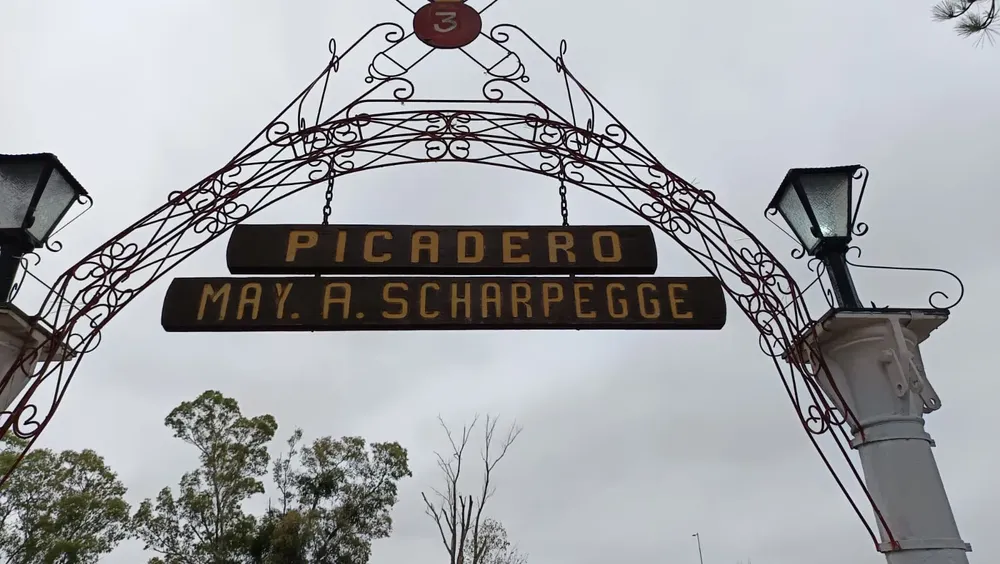 3
PICADERO
MAY. A. SCHARPEGGE